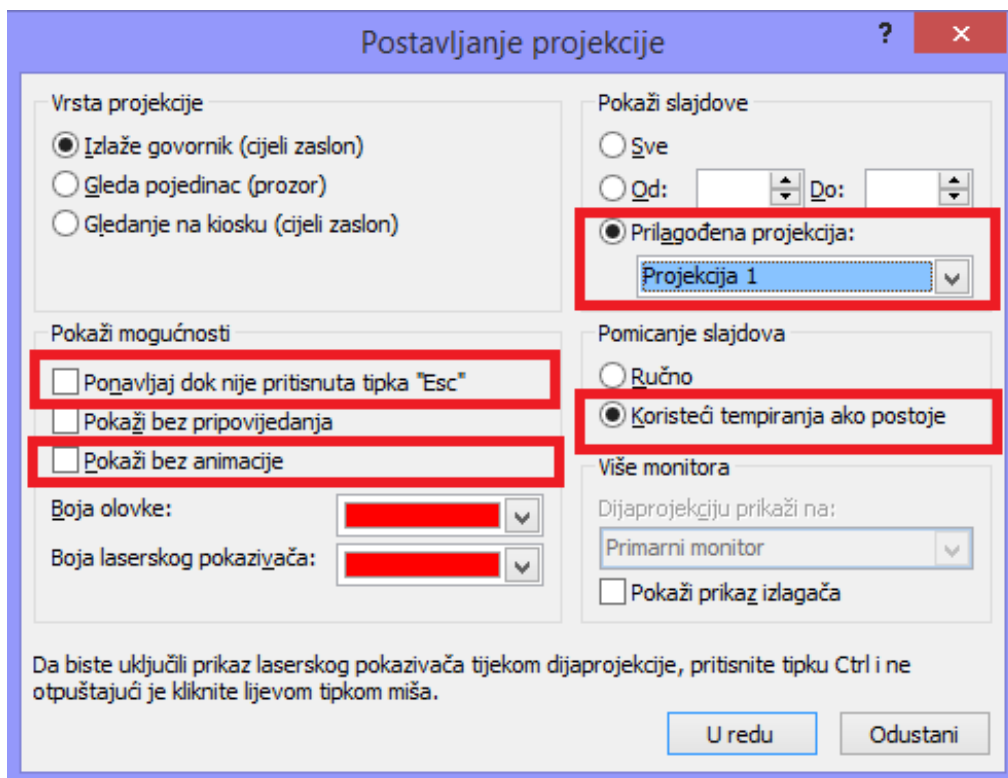 Postavljanje projekcije
?
Vrsta projekcije
Izlaže govornik (cijeli zaslon)
Gleda pojedinac (prozor)
Gledanje na kiosku (cijeli zaslon)
Pokaži slajdove
Sve
Od: Do:
Prilagođena projekcija:
Projekcija 1
Pokaži mogućnosti
Ponavljaj dok nije pritisnuta tipka "Esc"
Pokaži bez pripovijedanja
Pokaži bez animacije
Boja olovke:
Boja laserskog pokazivača:
Pomicanje slajdova
Ručno
Koristeći tempiranja ako postoje
Više monitora
Dijaprojekciju prikaži na:
Primarni monitor
Pokaži prikaz izlagača
Da biste uključili prikaz laserskog pokazivača tijekom dijaprojekcije, pritisnite tipku Ctrl i ne
otpuštajući je kliknite lijevom tipkom miša.
U redu
Odustani